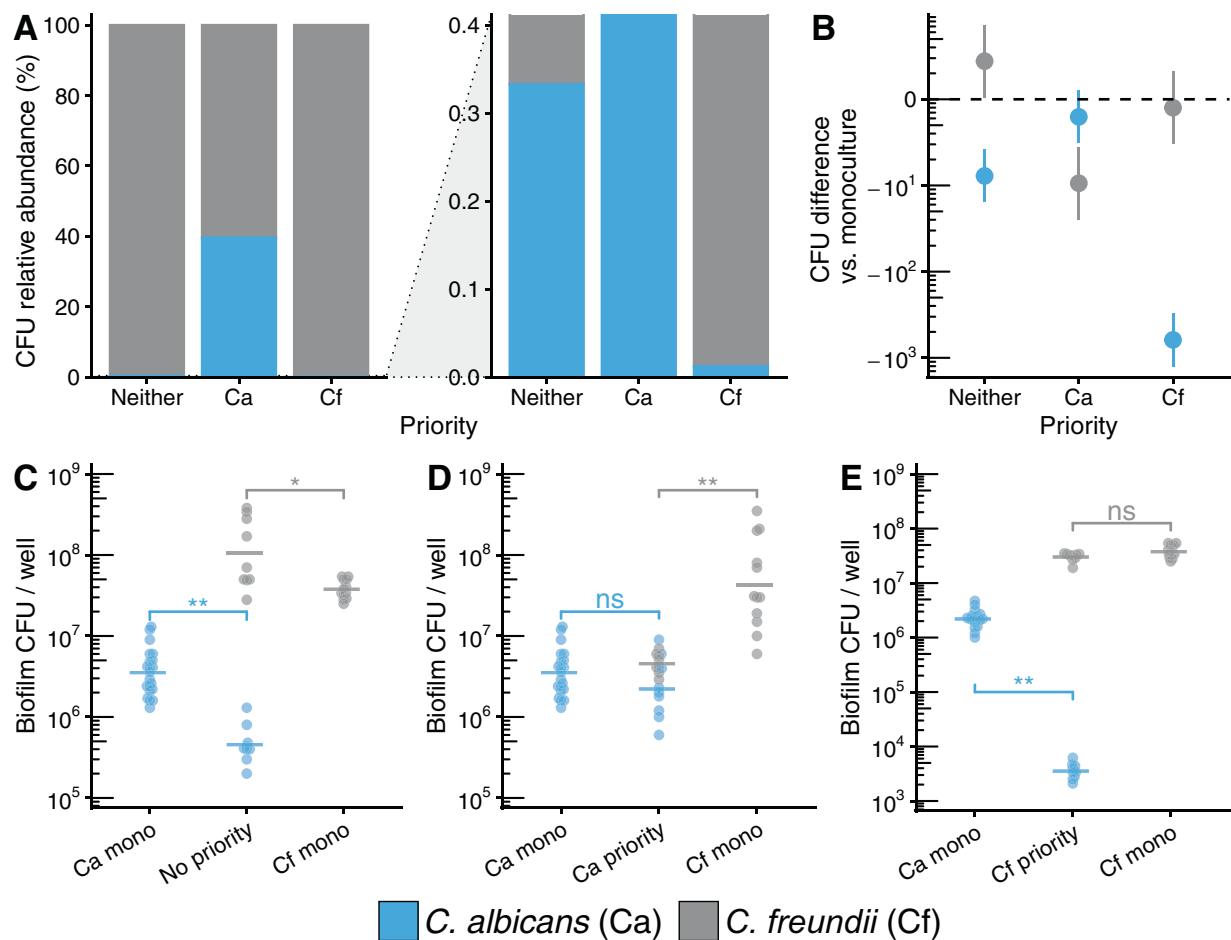 A
CFU relative abundance (%)
100
80
60
40
20
0
Neither
Ca
Cf
0.4
0.3
0.2
0.1
0.0
Neither
Ca
Cf
Priority
B
CFU difference
vs. monoculture
0
−10¹
−10²
−10³
Neither
Ca
Cf
Priority
C
Biofilm CFU / well
10⁹
10⁸
10⁷
10⁶
10⁵
**
*
Ca mono
No priority
Cf mono
D
Biofilm CFU / well
10⁹
10⁸
10⁷
10⁶
10⁵
ns
**
Ca mono
Ca priority
Cf mono
E
Biofilm CFU / well
10⁹
10⁸
10⁷
10⁶
10⁵
10⁴
10³
**
ns
Ca mono
Cf priority
Cf mono
C. albicans (Ca)
C. freundii (Cf)